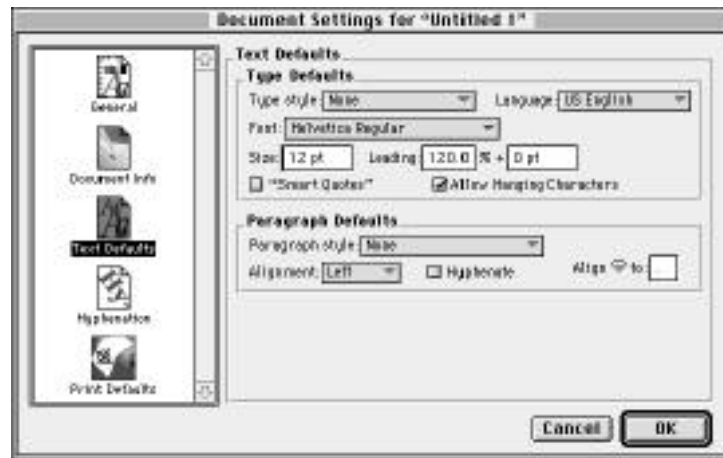 Document Settings for "Untitled 1"
General
Document Info
Text Defaults
Hyphenation
Print Defaults
Text Defaults
Type Defaults
Type style: None Language: US English
Font: Helvetica Regular
Size: 12 pt Leading: 120.0 % + 0 pt
"Smart Quotes" Allow Hanging Characters
Paragraph Defaults
Paragraph style: None
Alignment: Left Hyphenate Align to:
Cancel OK